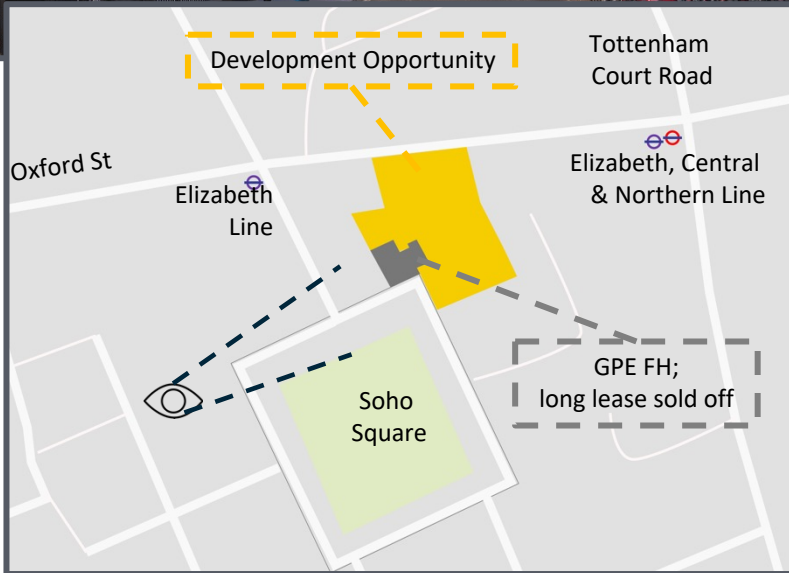 Development Opportunity
Tottenham
Court Road
Oxford St
Elizabeth
Line
Elizabeth, Central
& Northern Line
GPE FH;
long lease sold off
Soho
Square